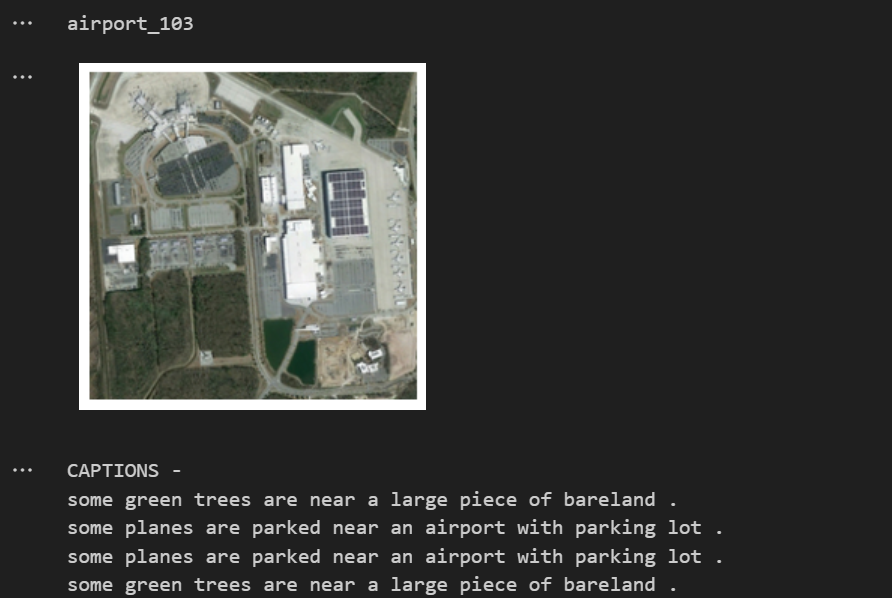 airport_103
CAPTIONS -
some green trees are near a large piece of bareland .
some planes are parked near an airport with parking lot .
some planes are parked near an airport with parking lot .
some green trees are near a large piece of bareland .